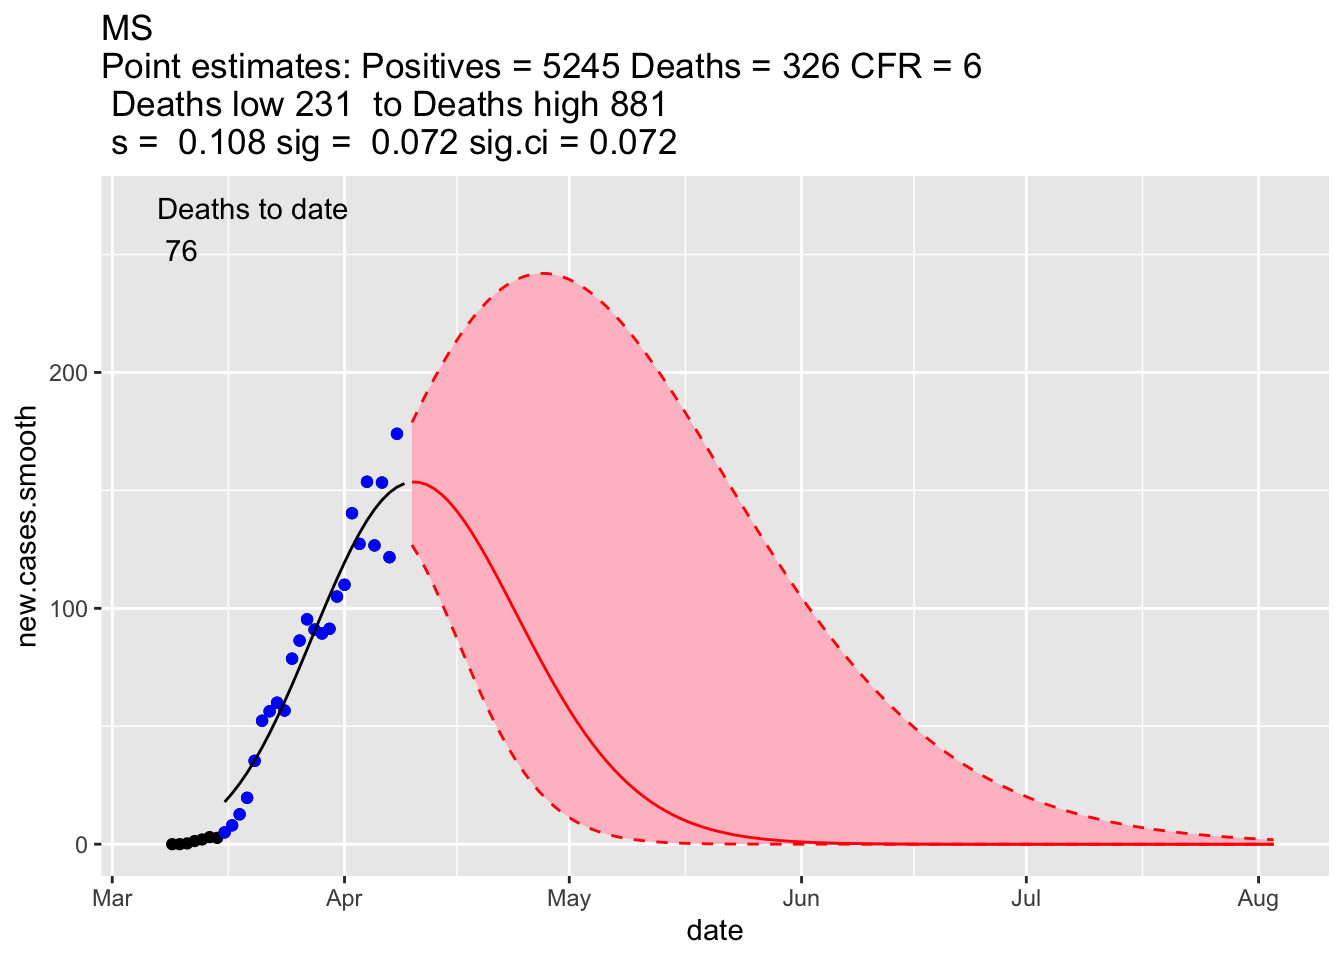 MS
Point estimates: Positives = 5245 Deaths = 326 CFR = 6
Deaths low 231  to Deaths high 881
s =  0.108 sig =  0.072 sig.ci = 0.072
Deaths to date
76
200
100
0
new.cases.smooth
Mar
Apr
May
Jun
Jul
Aug
date